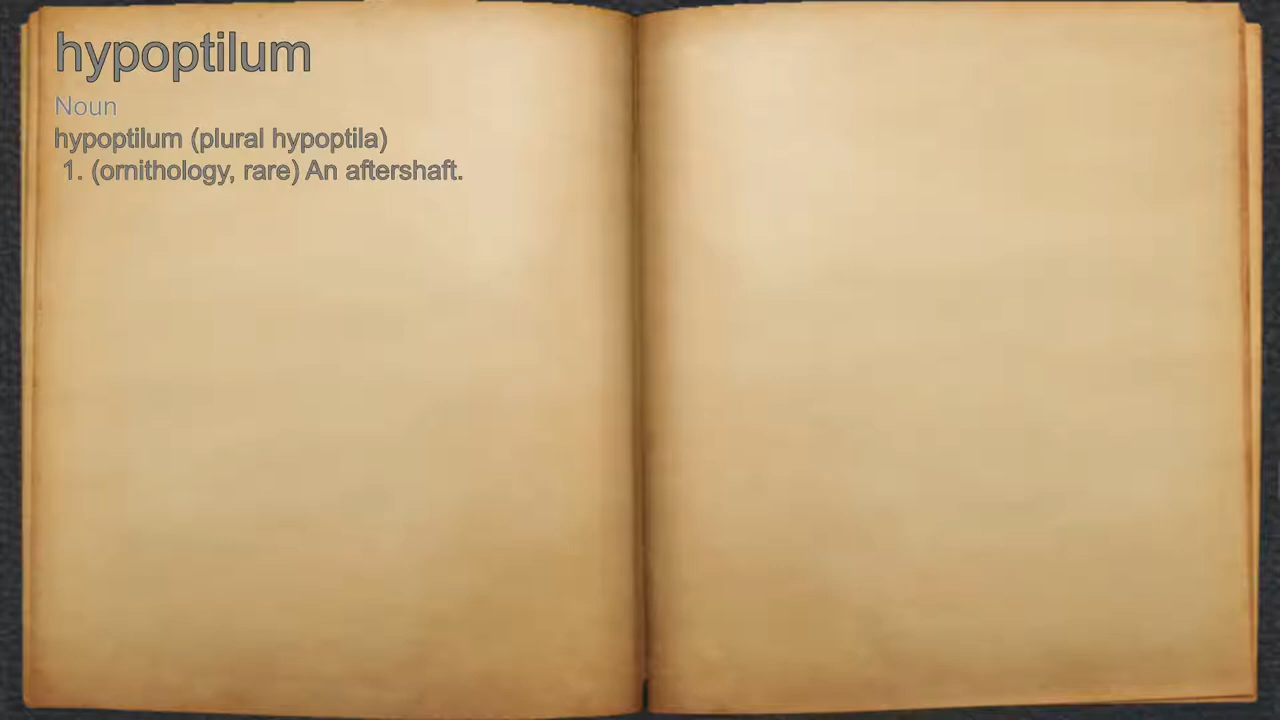 hypoptilum
Noun
hypoptilum (plural hypoptila)
1. (ornithology, rare) An aftershaft.